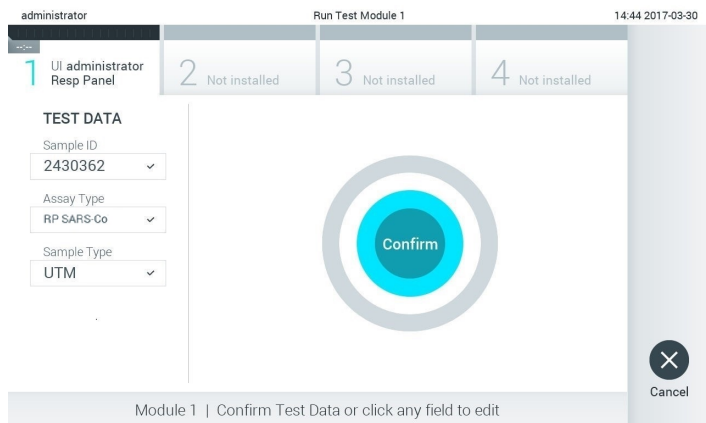 administrator
Run Test Module 1
14:44 2017-03-30
--:--
1
UI administrator
Resp Panel
2 Not installed
3 Not installed
4 Not installed
TEST DATA
Sample ID
2430362
Assay Type
RP SARS-Co
Sample Type
UTM
Confirm
Cancel
Module 1 | Confirm Test Data or click any field to edit